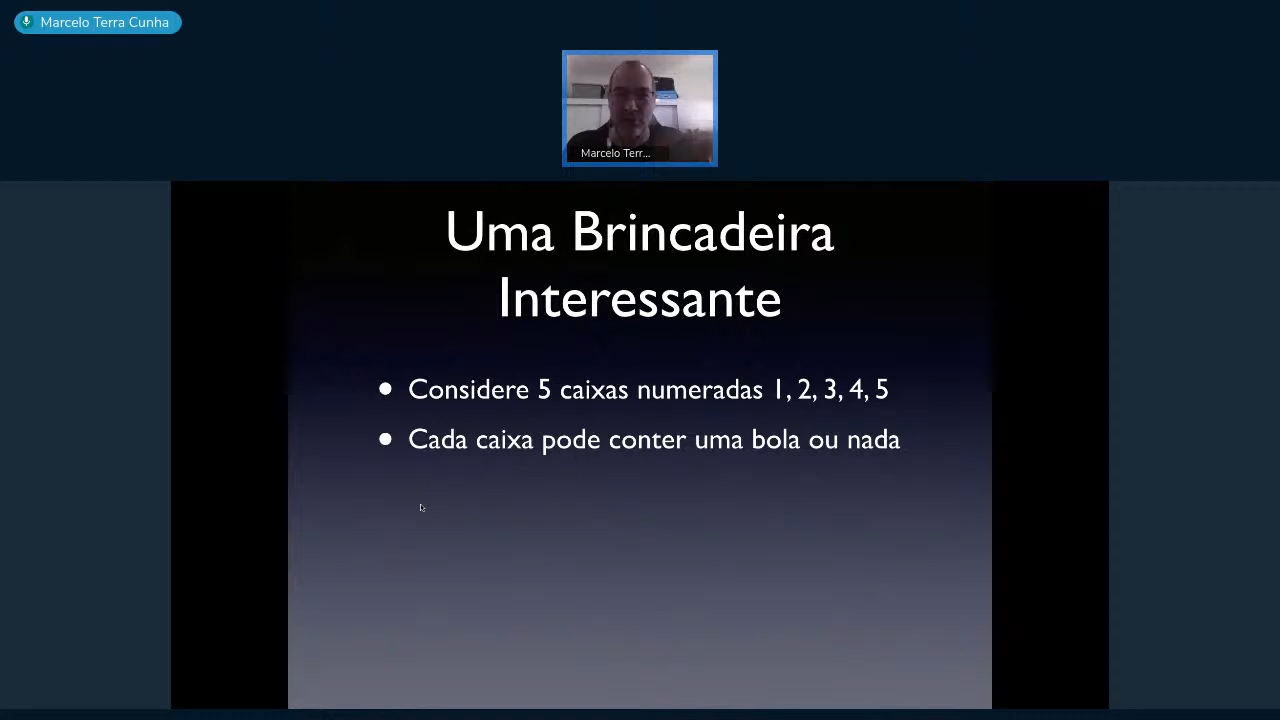 Marcelo Terra Cunha
Marcelo Terr...
Uma Brincadeira
Interessante
• Considere 5 caixas numeradas 1, 2, 3, 4, 5
• Cada caixa pode conter uma bola ou nada